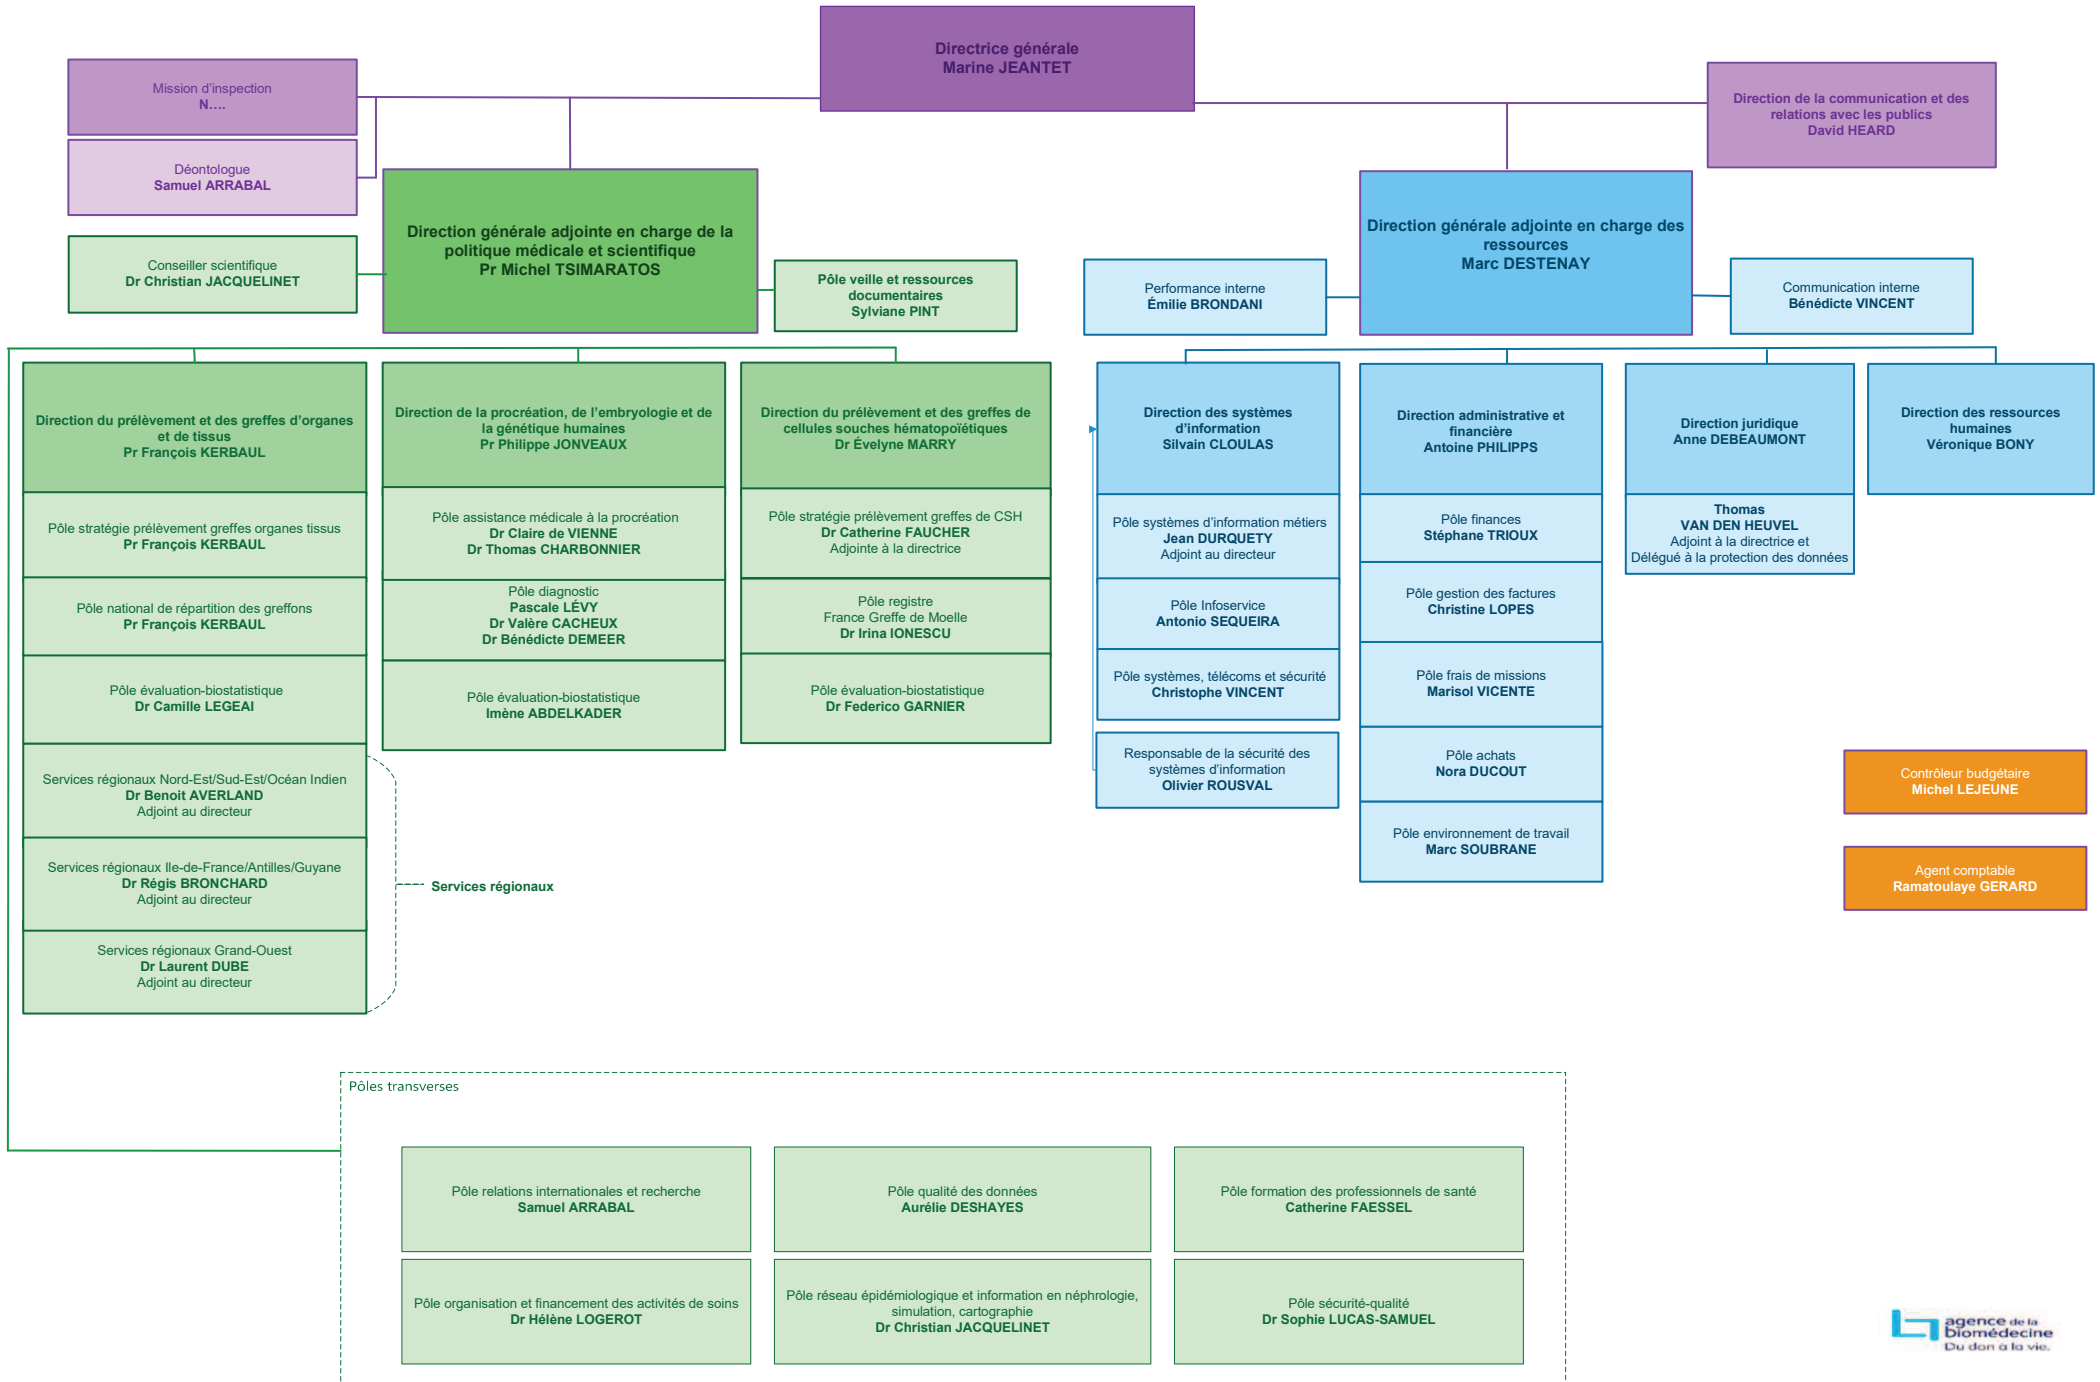 Directrice générale
Marine JEANTET
Mission d'inspection
N....
Déontologue
Samuel ARRABAL
Direction de la communication et des
relations avec les publics
David HEARD
Direction générale adjointe en charge de la
politique médicale et scientifique
Pr Michel TSIMARATOS
Conseiller scientifique
Dr Christian JACQUELINET
Pôle veille et ressources
documentaires
Sylviane PINT
Direction générale adjointe en charge des
ressources
Marc DESTENAY
Performance interne
Émilie BRONDANI
Communication interne
Bénédicte VINCENT
Direction du prélèvement et des greffes d'organes
et de tissus
Pr François KERBAUL
Pôle stratégie prélèvement greffes organes tissus
Pr François KERBAUL
Pôle national de répartition des greffons
Pr François KERBAUL
Pôle évaluation-biostatistique
Dr Camille LEGEAI
Services régionaux Nord-Est/Sud-Est/Océan Indien
Dr Benoit AVERLAND
Adjoint au directeur
Services régionaux Ile-de-France/Antilles/Guyane
Dr Régis BRONCHARD
Adjoint au directeur
Services régionaux Grand-Ouest
Dr Laurent DUBE
Adjoint au directeur
Services régionaux
Direction de la procréation, de l'embryologie et de
la génétique humaines
Pr Philippe JONVEAUX
Pôle assistance médicale à la procréation
Dr Claire de VIENNE
Dr Thomas CHARBONNIER
Pôle diagnostic
Pascale LÉVY
Dr Valère CACHEUX
Dr Bénédicte DEMEER
Pôle évaluation-biostatistique
Imène ABDELKADER
Direction du prélèvement et des greffes de
cellules souches hématopoïétiques
Dr Évelyne MARRY
Pôle stratégie prélèvement greffes de CSH
Dr Catherine FAUCHER
Adjointe à la directrice
Pôle registre
France Greffe de Moelle
Dr Irina IONESCU
Pôle évaluation-biostatistique
Dr Federico GARNIER
Direction des systèmes
d'information
Silvain CLOULAS
Pôle systèmes d'information métiers
Jean DURQUETY
Adjoint au directeur
Pôle Infoservice
Antonio SEQUEIRA
Pôle systèmes, télécoms et sécurité
Christophe VINCENT
Responsable de la sécurité des
systèmes d'information
Olivier ROUSVAL
Direction administrative et
financière
Antoine PHILIPPS
Pôle finances
Stéphane TRIOUX
Pôle gestion des factures
Christine LOPES
Pôle frais de missions
Marisol VICENTE
Pôle achats
Nora DUCOUT
Pôle environnement de travail
Marc SOUBRANE
Direction juridique
Anne DEBEAUMONT
Thomas
VAN DEN HEUVEL
Adjoint à la directrice et
Délégué à la protection des données
Direction des ressources
humaines
Véronique BONY
Contrôleur budgétaire
Michel LEJEUNE
Agent comptable
Ramatoulaye GERARD
Pôles transverses
Pôle relations internationales et recherche
Samuel ARRABAL
Pôle qualité des données
Aurélie DESHAYES
Pôle formation des professionnels de santé
Catherine FAESSEL
Pôle organisation et financement des activités de soins
Dr Hélène LOGEROT
Pôle réseau épidémiologique et information en néphrologie,
simulation, cartographie
Dr Christian JACQUELINET
Pôle sécurité-qualité
Dr Sophie LUCAS-SAMUEL
agence de la
biomédecine
Du don à la vie.